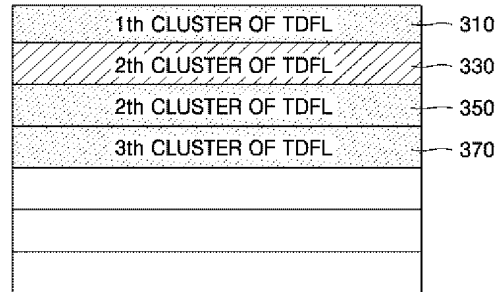 1th CLUSTER OF TDFL 310
2th CLUSTER OF TDFL 330
2th CLUSTER OF TDFL 350
3th CLUSTER OF TDFL 370